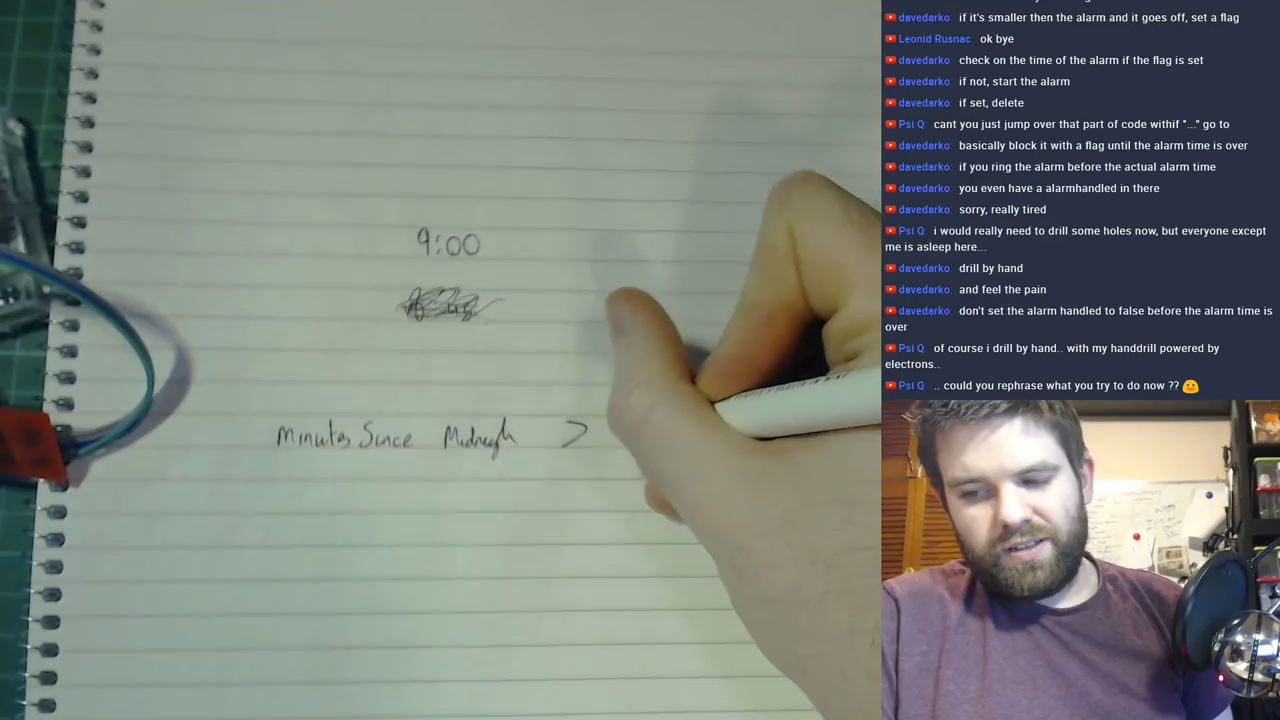 9:00
Minutes Since Midnigh >
davedarko if it's smaller then the alarm and it goes off, set a flag
Leonid Rusnac ok bye
davedarko check on the time of the alarm if the flag is set
davedarko if not, start the alarm
davedarko if set, delete
Psi Q: cant you just jump over that part of code withif "..." go to
davedarko basically block it with a flag until the alarm time is over
davedarko if you ring the alarm before the actual alarm time
davedarko you even have a alarmhandled in there
davedarko sorry, really tired
Psi Q: i would really need to drill some holes now, but everyone except
me is asleep here...
davedarko drill by hand
davedarko and feel the pain
davedarko don't set the alarm handled to false before the alarm time is
over
Psi Q: of course i drill by hand.. with my handdrill powered by
electrons..
Psi Q: .. could you rephrase what you try to do now ??